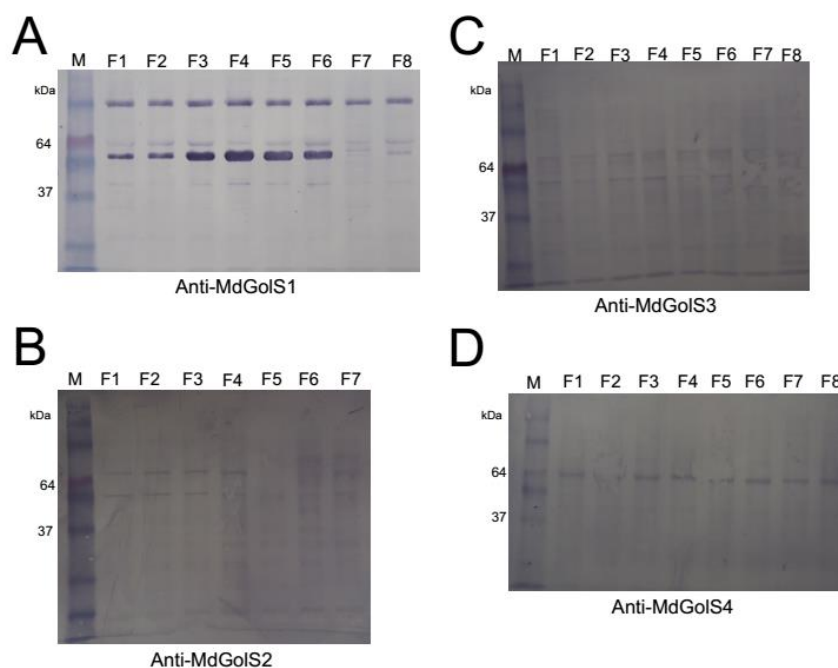 A
M F1 F2 F3 F4 F5 F6 F7 F8
kDa
64
37
Anti-MdGolS1
B
M F1 F2 F3 F4 F5 F6 F7
kDa
64
37
Anti-MdGolS2
C
M F1 F2 F3 F4 F5 F6 F7 F8
kDa
64
37
Anti-MdGolS3
D
M F1 F2 F3 F4 F5 F6 F7 F8
kDa
64
37
Anti-MdGolS4